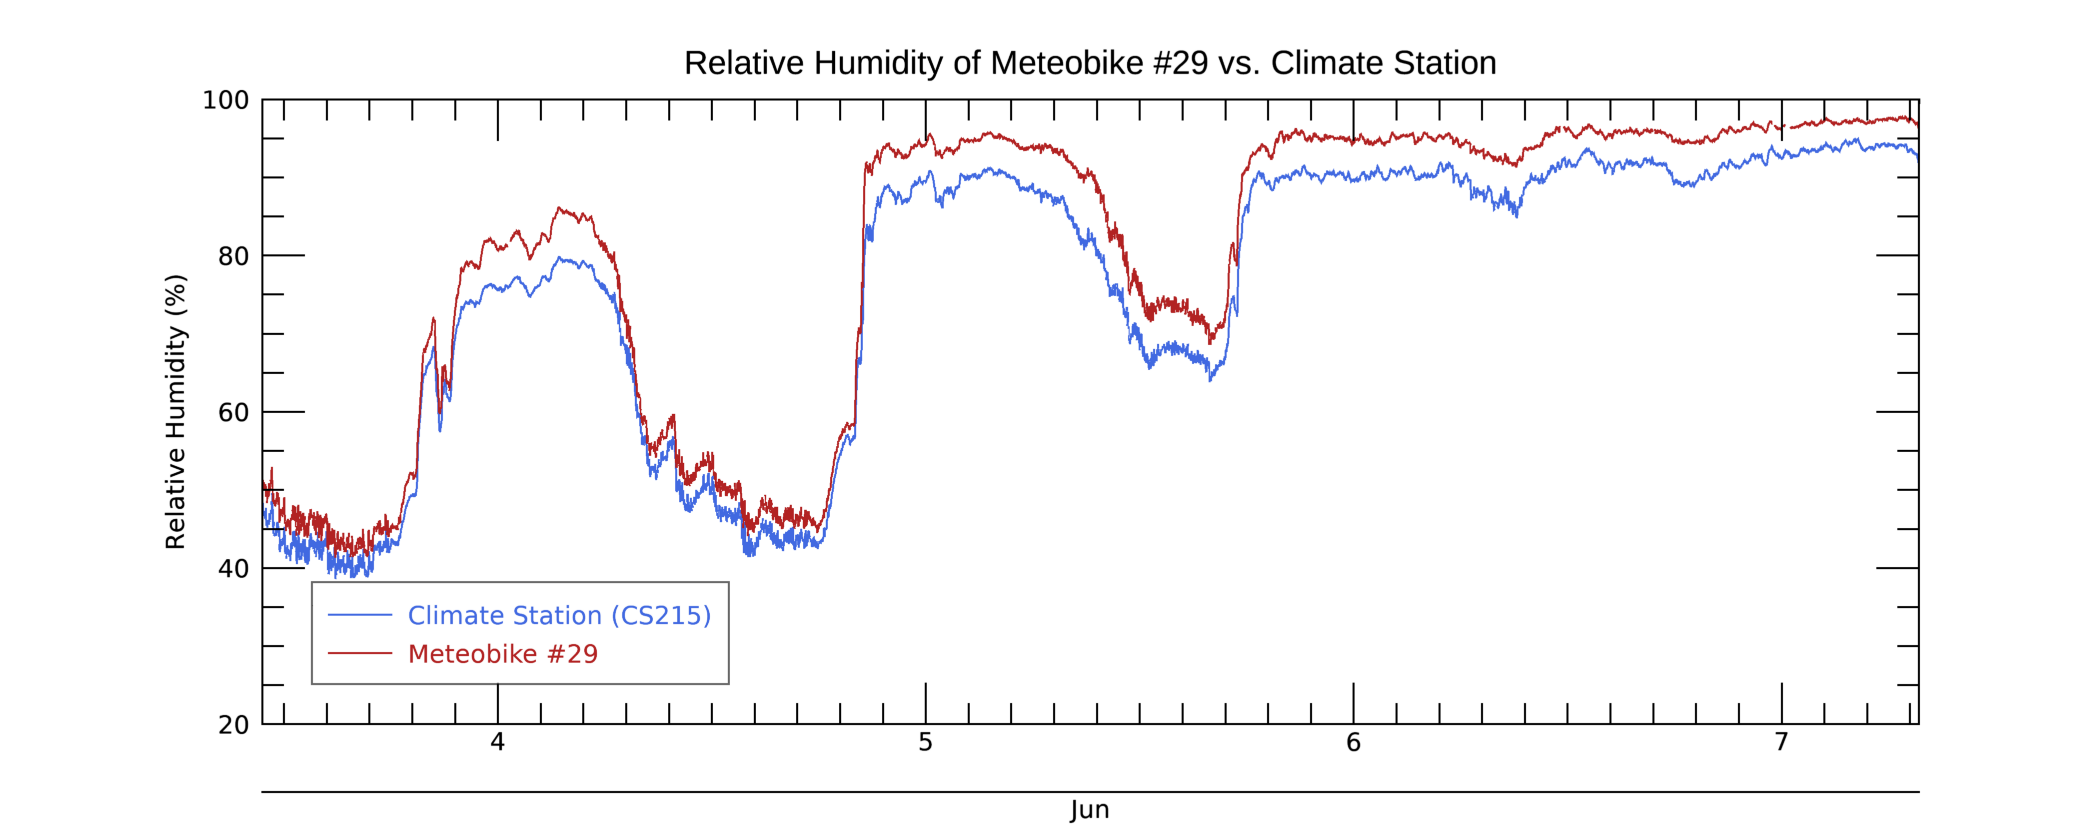 Relative Humidity of Meteobike #29 vs. Climate Station
100
80
60
40
20
Relative Humidity (%)
Climate Station (CS215)
Meteobike #29
4 5 6 7
Jun